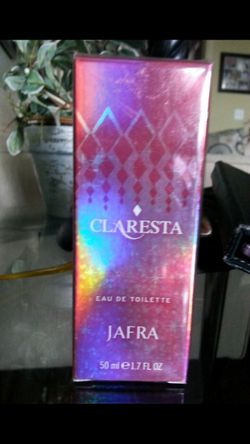 CLARESTA
EAU DE TOILETTE
JAFRA
50 ml e 1.7 FL OZ